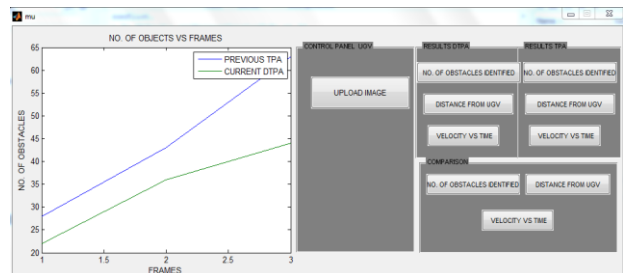 mu
NO. OF OBJECTS VS FRAMES
65
60
55
50
45
40
35
30
25
20
1
1.5
2
2.5
3
NO. OF OBSTACLES
FRAMES
PREVIOUS TPA
CURRENT DTPA
CONTROL PANEL UGV
UPLOAD IMAGE
RESULTS DTPA
NO. OF OBSTACLES IDENTIFIED
DISTANCE FROM UGV
VELOCITY VS TIME
RESULTS TPA
NO. OF OBSTACLES IDENTIFIED
DISTANCE FROM UGV
VELOCITY VS TIME
COMPARISON
NO. OF OBSTACLES IDENTIFIED
DISTANCE FROM UGV
VELOCITY VS TIME